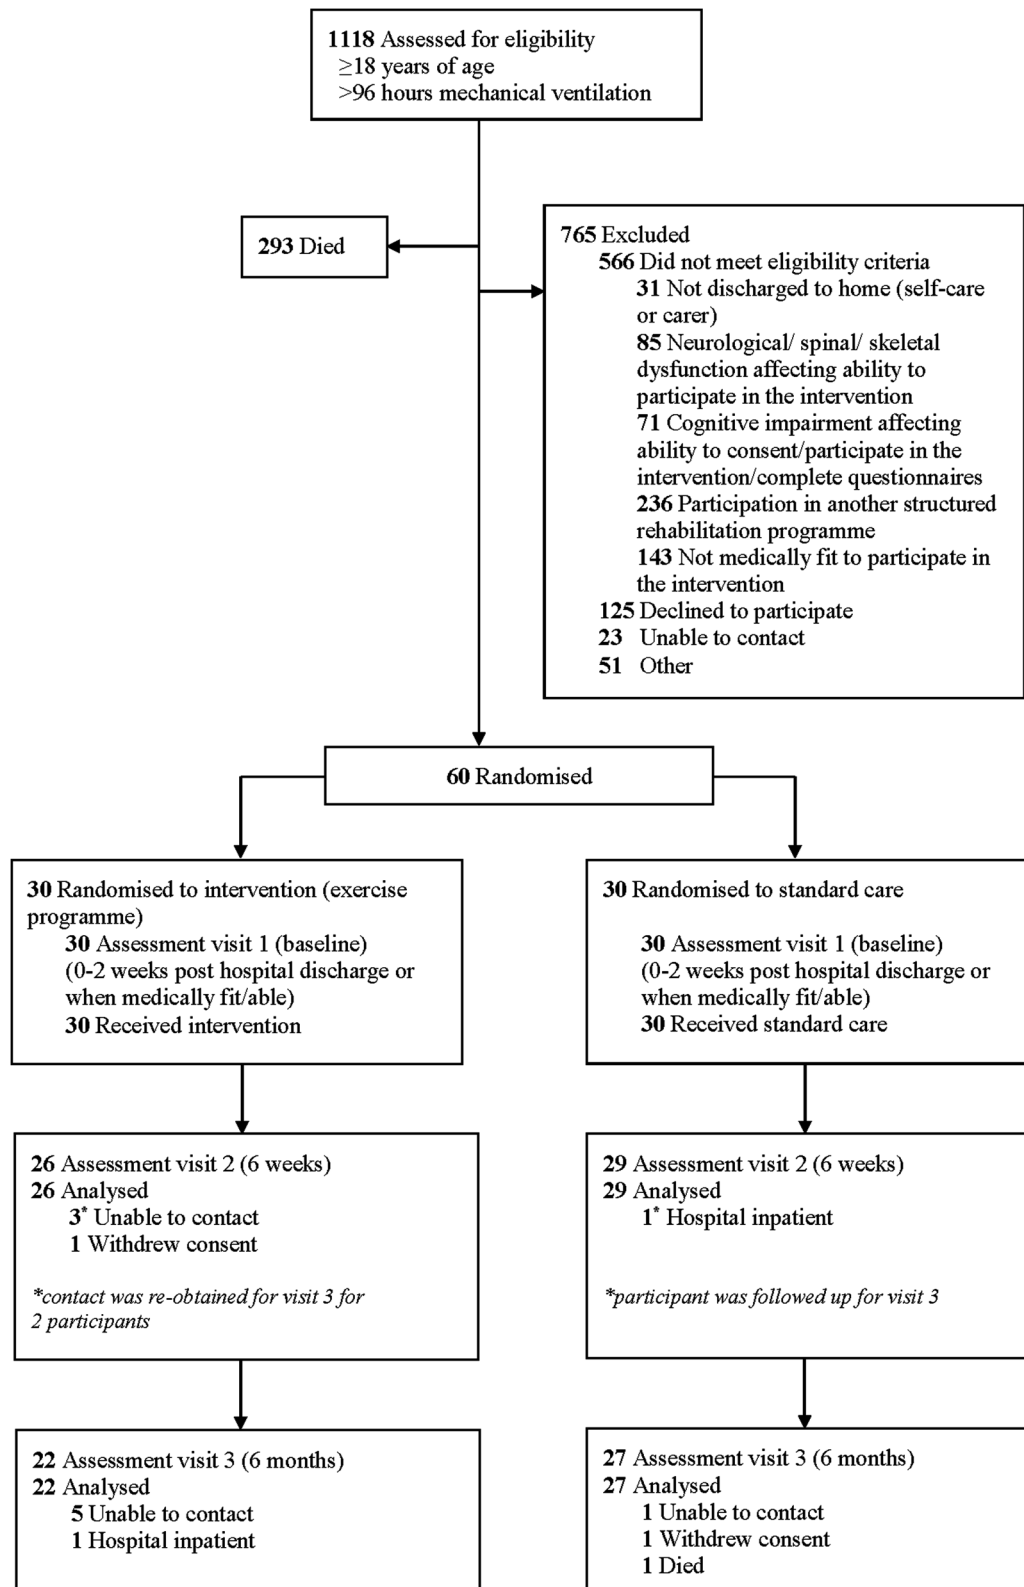 1118 Assessed for eligibility
≥18 years of age
>96 hours mechanical ventilation
293 Died
765 Excluded
566 Did not meet eligibility criteria
31 Not discharged to home (self-care
or carer)
85 Neurological/ spinal/ skeletal
dysfunction affecting ability to
participate in the intervention
71 Cognitive impairment affecting
ability to consent/participate in the
intervention/complete questionnaires
236 Participation in another structured
rehabilitation programme
143 Not medically fit to participate in
the intervention
125 Declined to participate
23 Unable to contact
51 Other
60 Randomised
30 Randomised to intervention (exercise
programme)
30 Assessment visit 1 (baseline)
(0-2 weeks post hospital discharge or
when medically fit/able)
30 Received intervention
30 Randomised to standard care
30 Assessment visit 1 (baseline)
(0-2 weeks post hospital discharge or
when medically fit/able)
30 Received standard care
26 Assessment visit 2 (6 weeks)
26 Analysed
3* Unable to contact
1 Withdrew consent
*contact was re-obtained for visit 3 for
2 participants
29 Assessment visit 2 (6 weeks)
29 Analysed
1* Hospital inpatient
*participant was followed up for visit 3
22 Assessment visit 3 (6 months)
22 Analysed
5 Unable to contact
1 Hospital inpatient
27 Assessment visit 3 (6 months)
27 Analysed
1 Unable to contact
1 Withdrew consent
1 Died